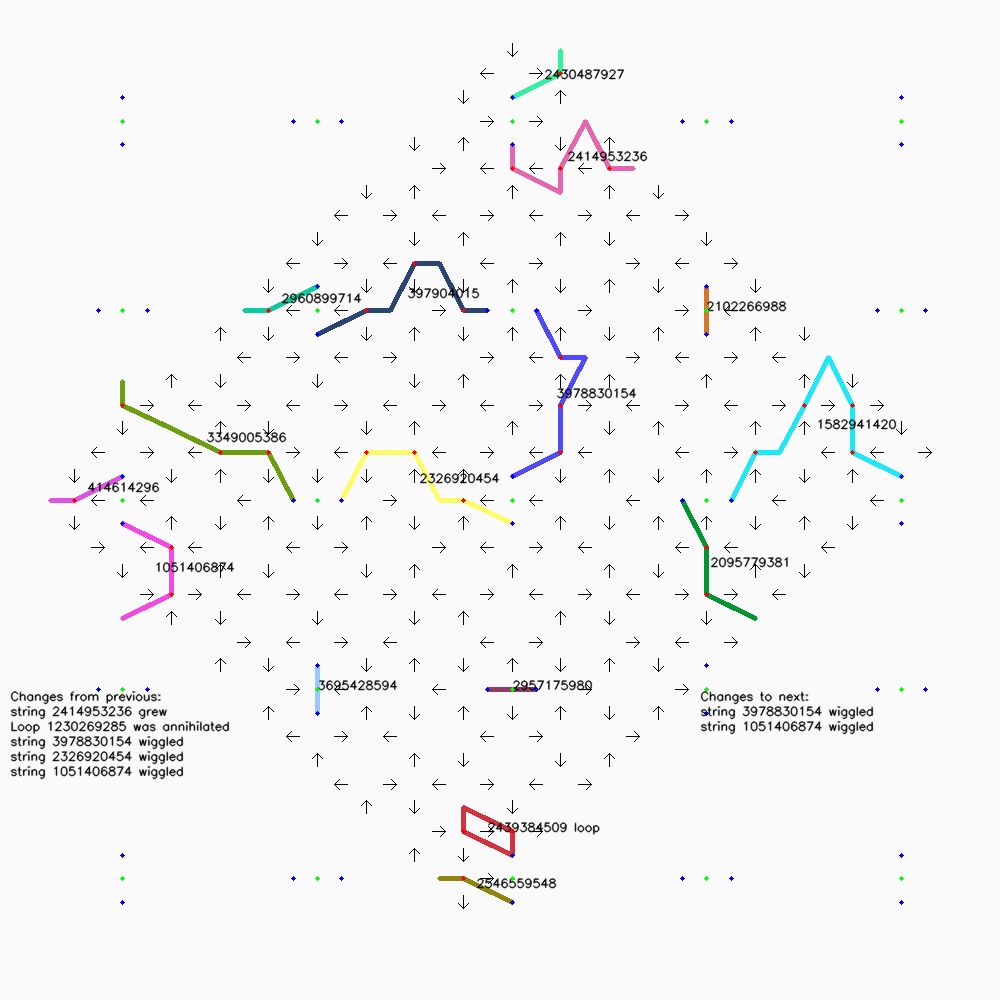 2430487927
2414953236
397904015
2960899714
2102266988
3978830154
1582941420
3349005386
2326920454
414614296
2095779381
1051406874
3695428594
2957175980
Changes from previous:
string 2414953236 grew
Loop 1230269285 was annihilated
string 3978830154 wiggled
string 2326920454 wiggled
string 1051406874 wiggled
Changes to next:
string 3978830154 wiggled
string 1051406874 wiggled
2439384509 loop
2546559548